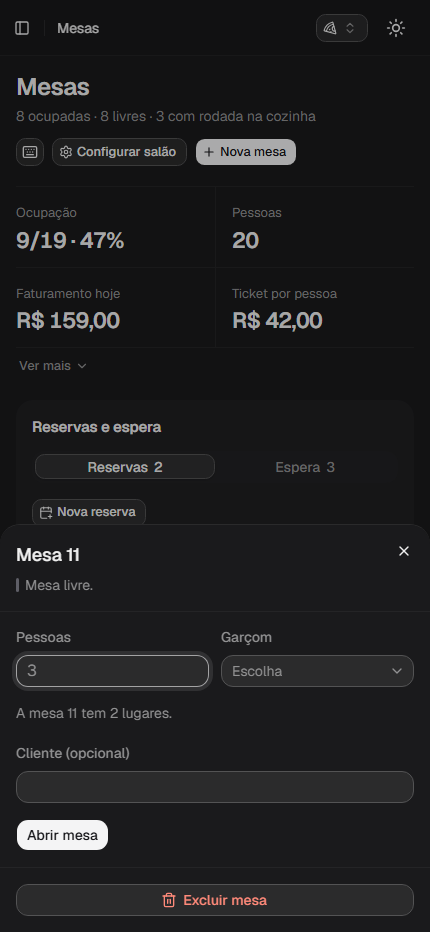 Mesas
Mesas
8 ocupadas · 8 livres · 3 com rodada na cozinha
Configurar salão
Nova mesa
Ocupação
Pessoas
9/19 · 47%
20
Faturamento hoje
Ticket por pessoa
R$ 159,00
R$ 42,00
Ver mais
Reservas e espera
Reservas 2
Espera 3
Nova reserva
Mesa 11
Mesa livre.
Pessoas
Garçom
3
Escolha
A mesa 11 tem 2 lugares.
Cliente (opcional)
Abrir mesa
Excluir mesa